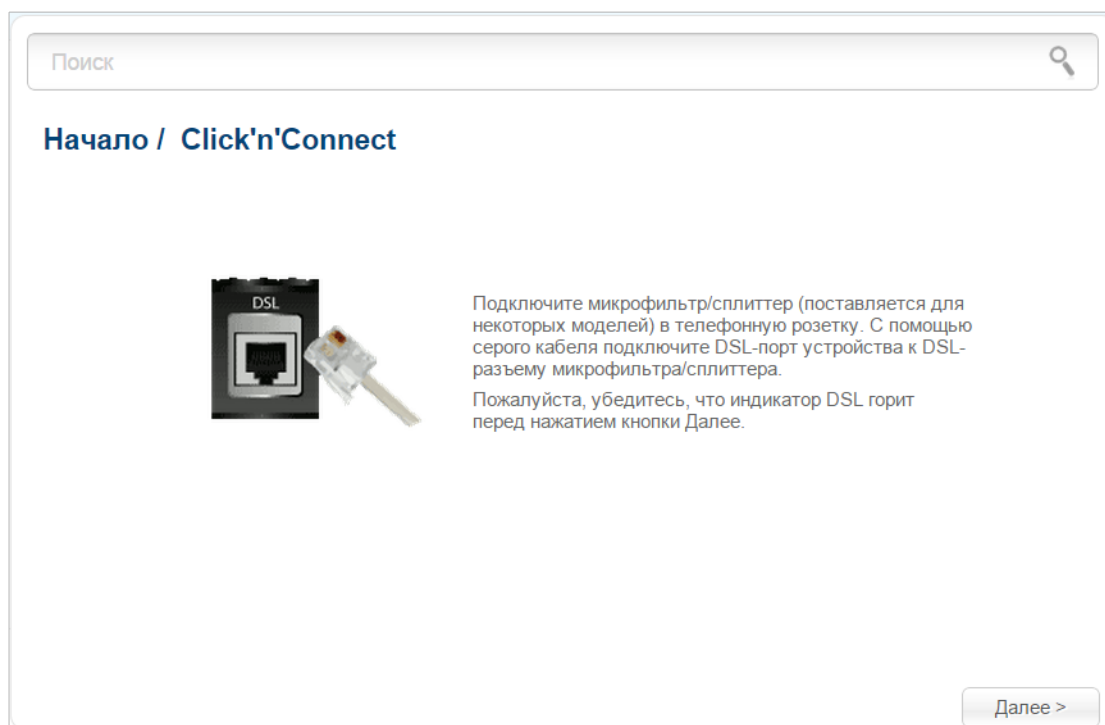 Поиск
Начало / Click'n'Connect
DSL
Подключите микрофильтр/сплиттер (поставляется для
некоторых моделей) в телефонную розетку. С помощью
серого кабеля подключите DSL-порт устройства к DSL-
разъему микрофильтра/сплиттера.
Пожалуйста, убедитесь, что индикатор DSL горит
перед нажатием кнопки Далее.
Далее >